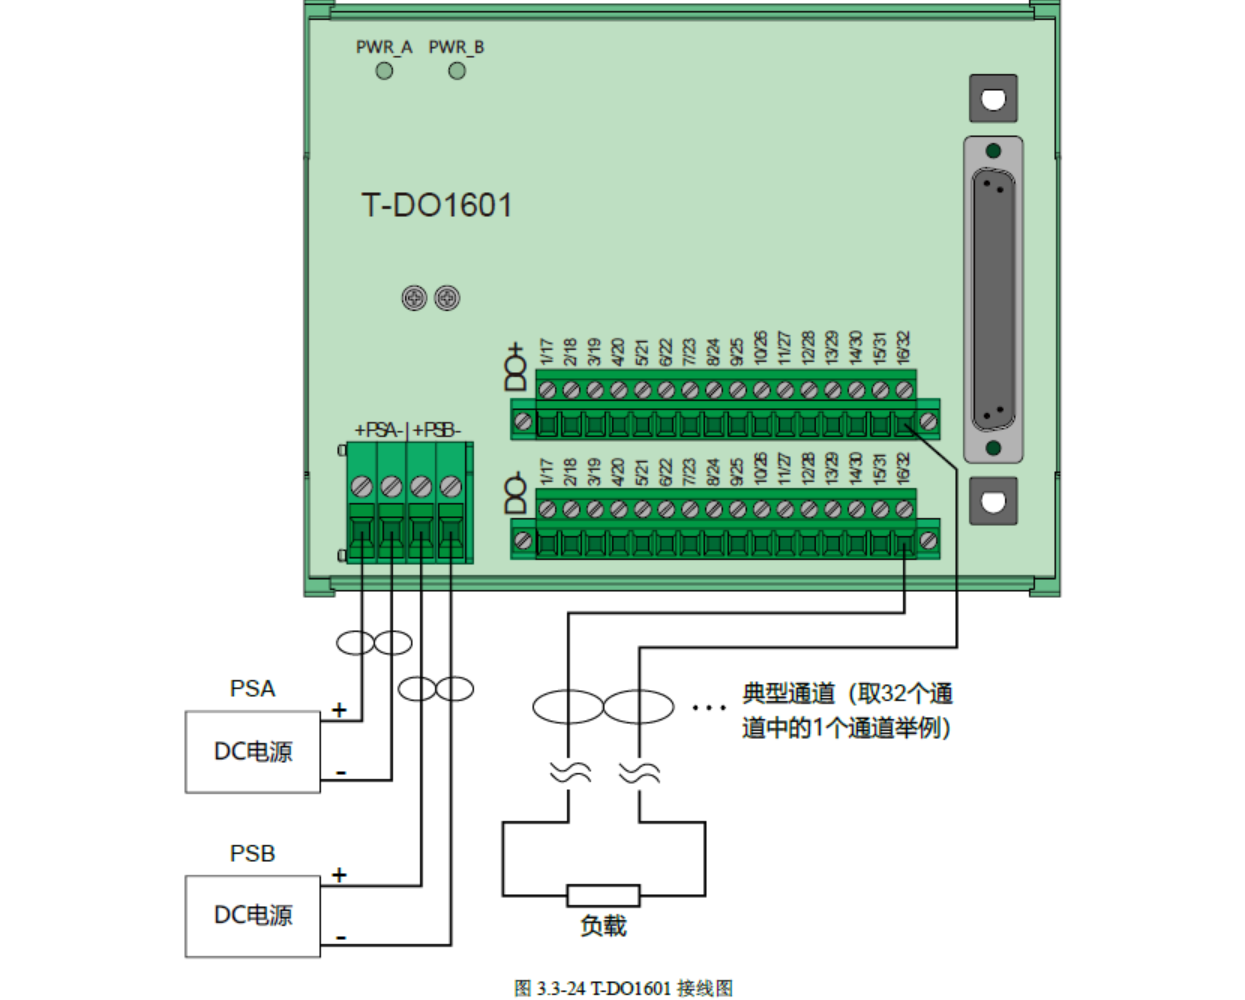 PWR_A PWR_B
T-DO1601
DO+ 1/17 2/18 3/19 4/20 5/21 6/22 7/23 8/24 9/25 10/26 11/27 12/28 13/29 14/30 15/31 16/32
+PSA-|+PSB-
DO- 1/17 2/18 3/19 4/20 5/21 6/22 7/23 8/24 9/25 10/26 11/27 12/28 13/29 14/30 15/31 16/32
PSA
+
DC电源
-
… 典型通道（取32个通
道中的1个通道举例）
PSB
+
DC电源
-
负载
图 3.3-24 T-DO1601 接线图